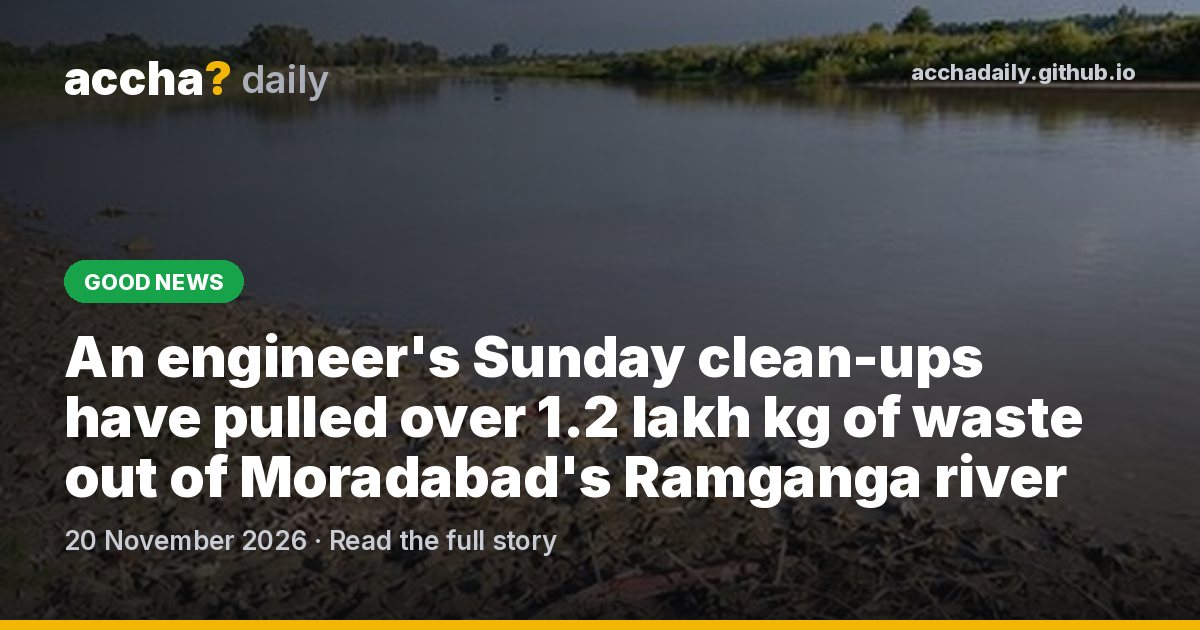 accha? daily
acchadaily.github.io
GOOD NEWS
An engineer's Sunday clean-ups
have pulled over 1.2 lakh kg of waste
out of Moradabad's Ramganga river
20 November 2026 · Read the full story